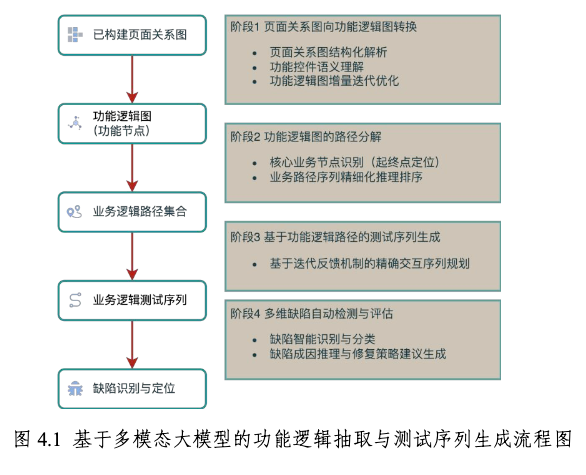 已构建页面关系图
功能逻辑图
（功能节点）
业务逻辑路径集合
业务逻辑测试序列
缺陷识别与定位
阶段1 页面关系图向功能逻辑图转换
• 页面关系图结构化解析
• 功能控件语义理解
• 功能逻辑图增量迭代优化
阶段2 功能逻辑图的路径分解
• 核心业务节点识别（起终点定位）
• 业务路径序列精细化推理排序
阶段3 基于功能逻辑路径的测试序列生成
• 基于迭代反馈机制的精确交互序列规划
阶段4 多维缺陷自动检测与评估
• 缺陷智能识别与分类
• 缺陷成因推理与修复策略建议生成
图 4.1 基于多模态大模型的功能逻辑抽取与测试序列生成流程图